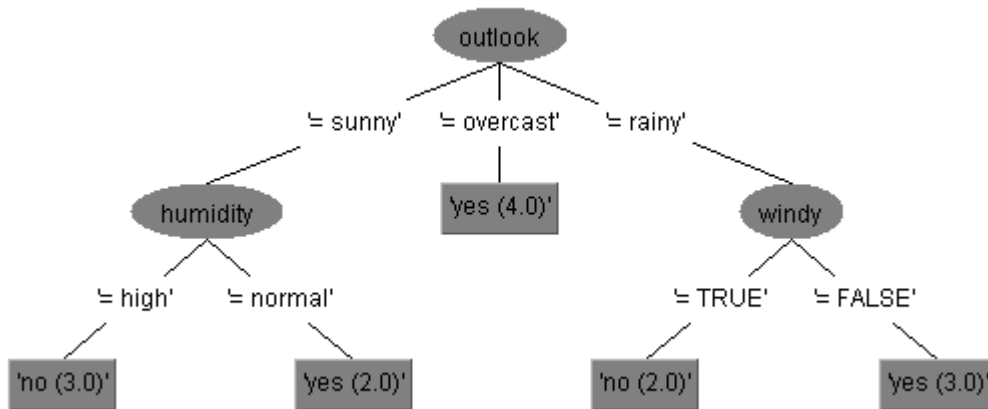 outlook
'= sunny' '= overcast' '= rainy'
humidity 'yes (4.0)' windy
'= high' '= normal' '= TRUE' '= FALSE'
'no (3.0)' 'yes (2.0)' 'no (2.0)' 'yes (3.0)'